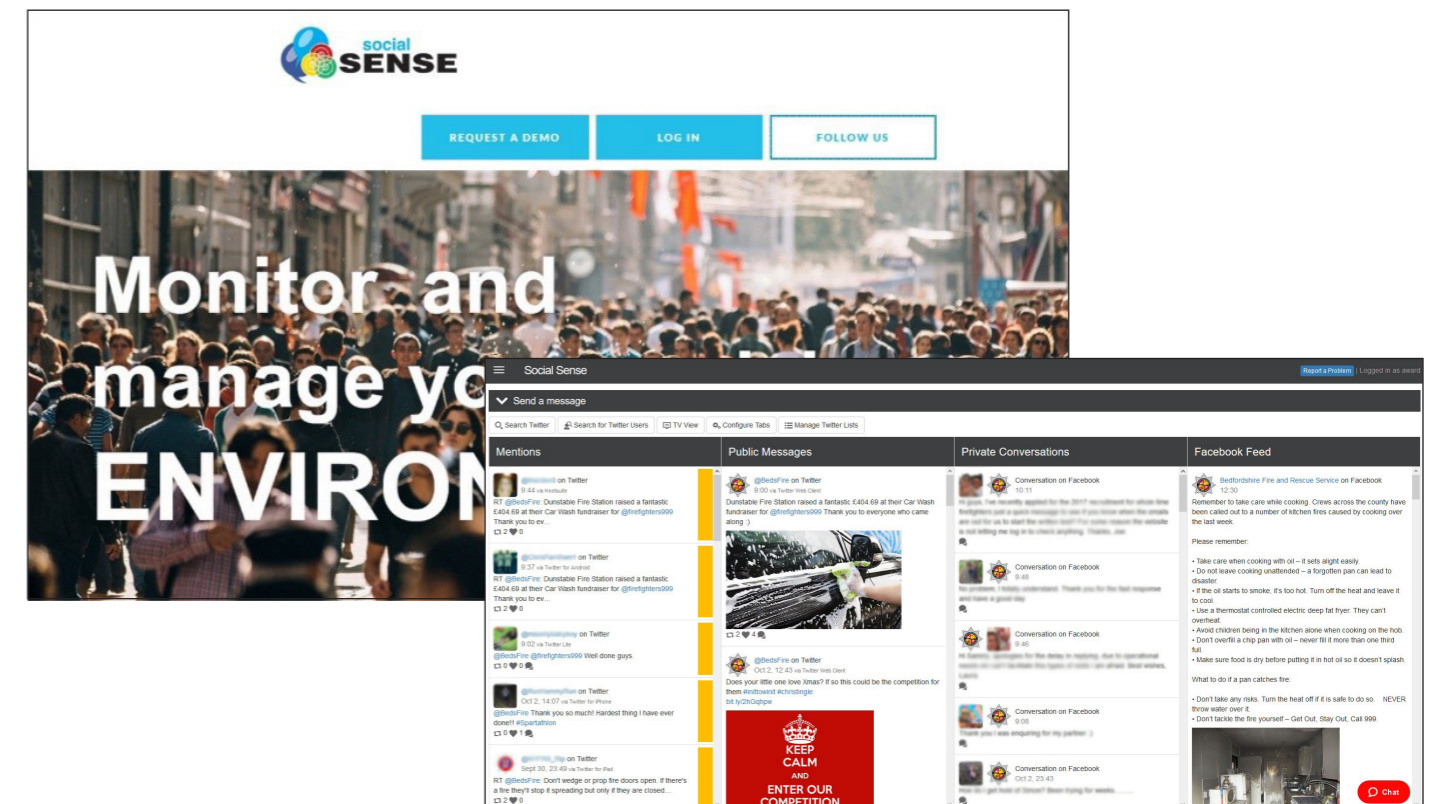 social
SENSE
REQUEST A DEMO
LOG IN
FOLLOW US
Monitor and
manage yo
ENVIRON
Social Sense
Report a Problem | Logged in as award
Send a message
Search Twitter
Search for Twitter Users
TV View
Configure Tabs
Manage Twitter Lists
Mentions
on Twitter
9:44 via Hootsuite
RT @BedsFire: Dunstable Fire Station raised a fantastic
£404.69 at their Car Wash fundraiser for @firefighters999
Thank you to ev...
2 0
on Twitter
9:37 via Twitter for Android
RT @BedsFire: Dunstable Fire Station raised a fantastic
£404.69 at their Car Wash fundraiser for @firefighters999
Thank you to ev...
2 0
on Twitter
9:02 via Twitter Lite
@BedsFire @firefighters999 Well done guys.
0 0
on Twitter
Oct 2, 14:07 via Twitter for iPhone
@BedsFire Thank you so much! Hardest thing I have ever
done!! #Spartathlon
0 1
on Twitter
Sept 30, 23:49 via Twitter for iPad
RT @BedsFire: Don't wedge or prop fire doors open. If there's
a fire they'll stop it spreading but only if they are closed...
2 0
Public Messages
@BedsFire on Twitter
9:00 via Twitter Web Client
Dunstable Fire Station raised a fantastic £404.69 at their Car Wash
fundraiser for @firefighters999 Thank you to everyone who came
along :)
2 4
@BedsFire on Twitter
Oct 2, 12:43 via Twitter Web Client
Does your little one love Xmas? If so this could be the competition for
them #inittowinit #christingle
bit.ly/2hGqhpw
KEEP
CALM
AND
ENTER OUR
COMPETITION
Private Conversations
Conversation on Facebook
10:11
Conversation on Facebook
9:48
Conversation on Facebook
9:46
Conversation on Facebook
9:08
Thank you I was enquiring for my partner :)
Conversation on Facebook
Oct 2, 23:43
Facebook Feed
Bedfordshire Fire and Rescue Service on Facebook
12:30
Remember to take care while cooking. Crews across the county have
been called out to a number of kitchen fires caused by cooking over
the last week.
Please remember:
• Take care when cooking with oil – it sets alight easily.
• Do not leave cooking unattended – a forgotten pan can lead to
disaster.
• If the oil starts to smoke, it's too hot. Turn off the heat and leave it
to cool.
• Use a thermostat controlled electric deep fat fryer. They can't
overheat.
• Avoid children being in the kitchen alone when cooking on the hob.
• Don't overfill a chip pan with oil – never fill it more than one third
full.
• Make sure food is dry before putting it in hot oil so it doesn't splash.
What to do if a pan catches fire:
• Don't take any risks. Turn the heat off if it is safe to do so. NEVER
throw water over it.
• Don't tackle the fire yourself – Get Out, Stay Out, Call 999.
Chat